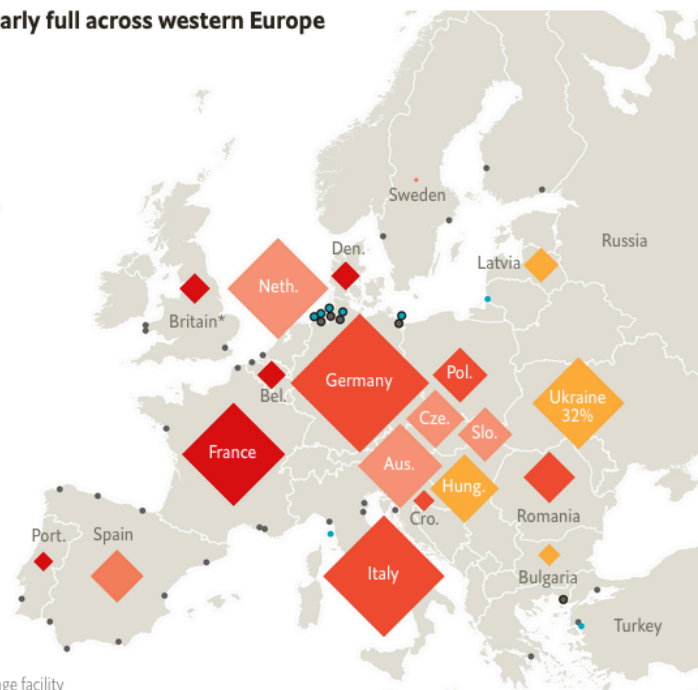 arly full across western Europe
Sweden
Russia
Den.
Latvia
Neth.
Britain*
Germany
Pol.
Bel.
Ukraine
32%
Cze.
Slo.
France
Aus.
Hung.
Cro.
Romania
Port.
Spain
Italy
Bulgaria
Turkey
ge facility